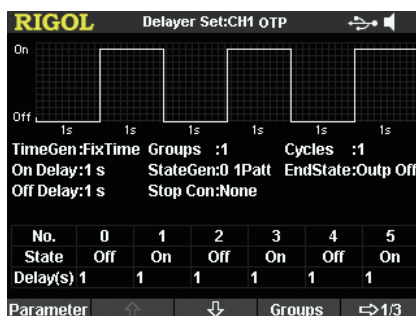 RIGOL Delayer Set:CH1 OTP
On
Off
1s 1s 1s 1s 1s 1s
TimeGen:FixTime Groups :1 Cycles :1
On Delay:1 s StateGen:0 1Patt EndState:Outp Off
Off Delay:1 s Stop Con:None
No. 0 1 2 3 4 5
State Off On Off On Off On
Delay(s) 1 1 1 1 1 1
Parameter Groups 1/3